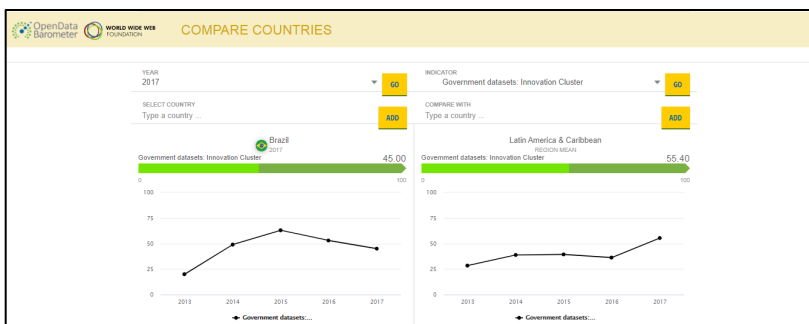 OpenData
Barometer
WORLD WIDE WEB
FOUNDATION
COMPARE COUNTRIES
YEAR
2017
GO
INDICATOR
Government datasets: Innovation Cluster
GO
SELECT COUNTRY
Type a country ...
ADD
COMPARE WITH
Type a country ...
ADD
Brazil
2017
Government datasets: Innovation Cluster
45.00
0
100
100
75
50
25
0
2013 2014 2015 2016 2017
Government datasets:...
Latin America & Caribbean
REGION MEAN
Government datasets: Innovation Cluster
55.40
0
100
100
75
50
25
0
2013 2014 2015 2016 2017
Government datasets:...